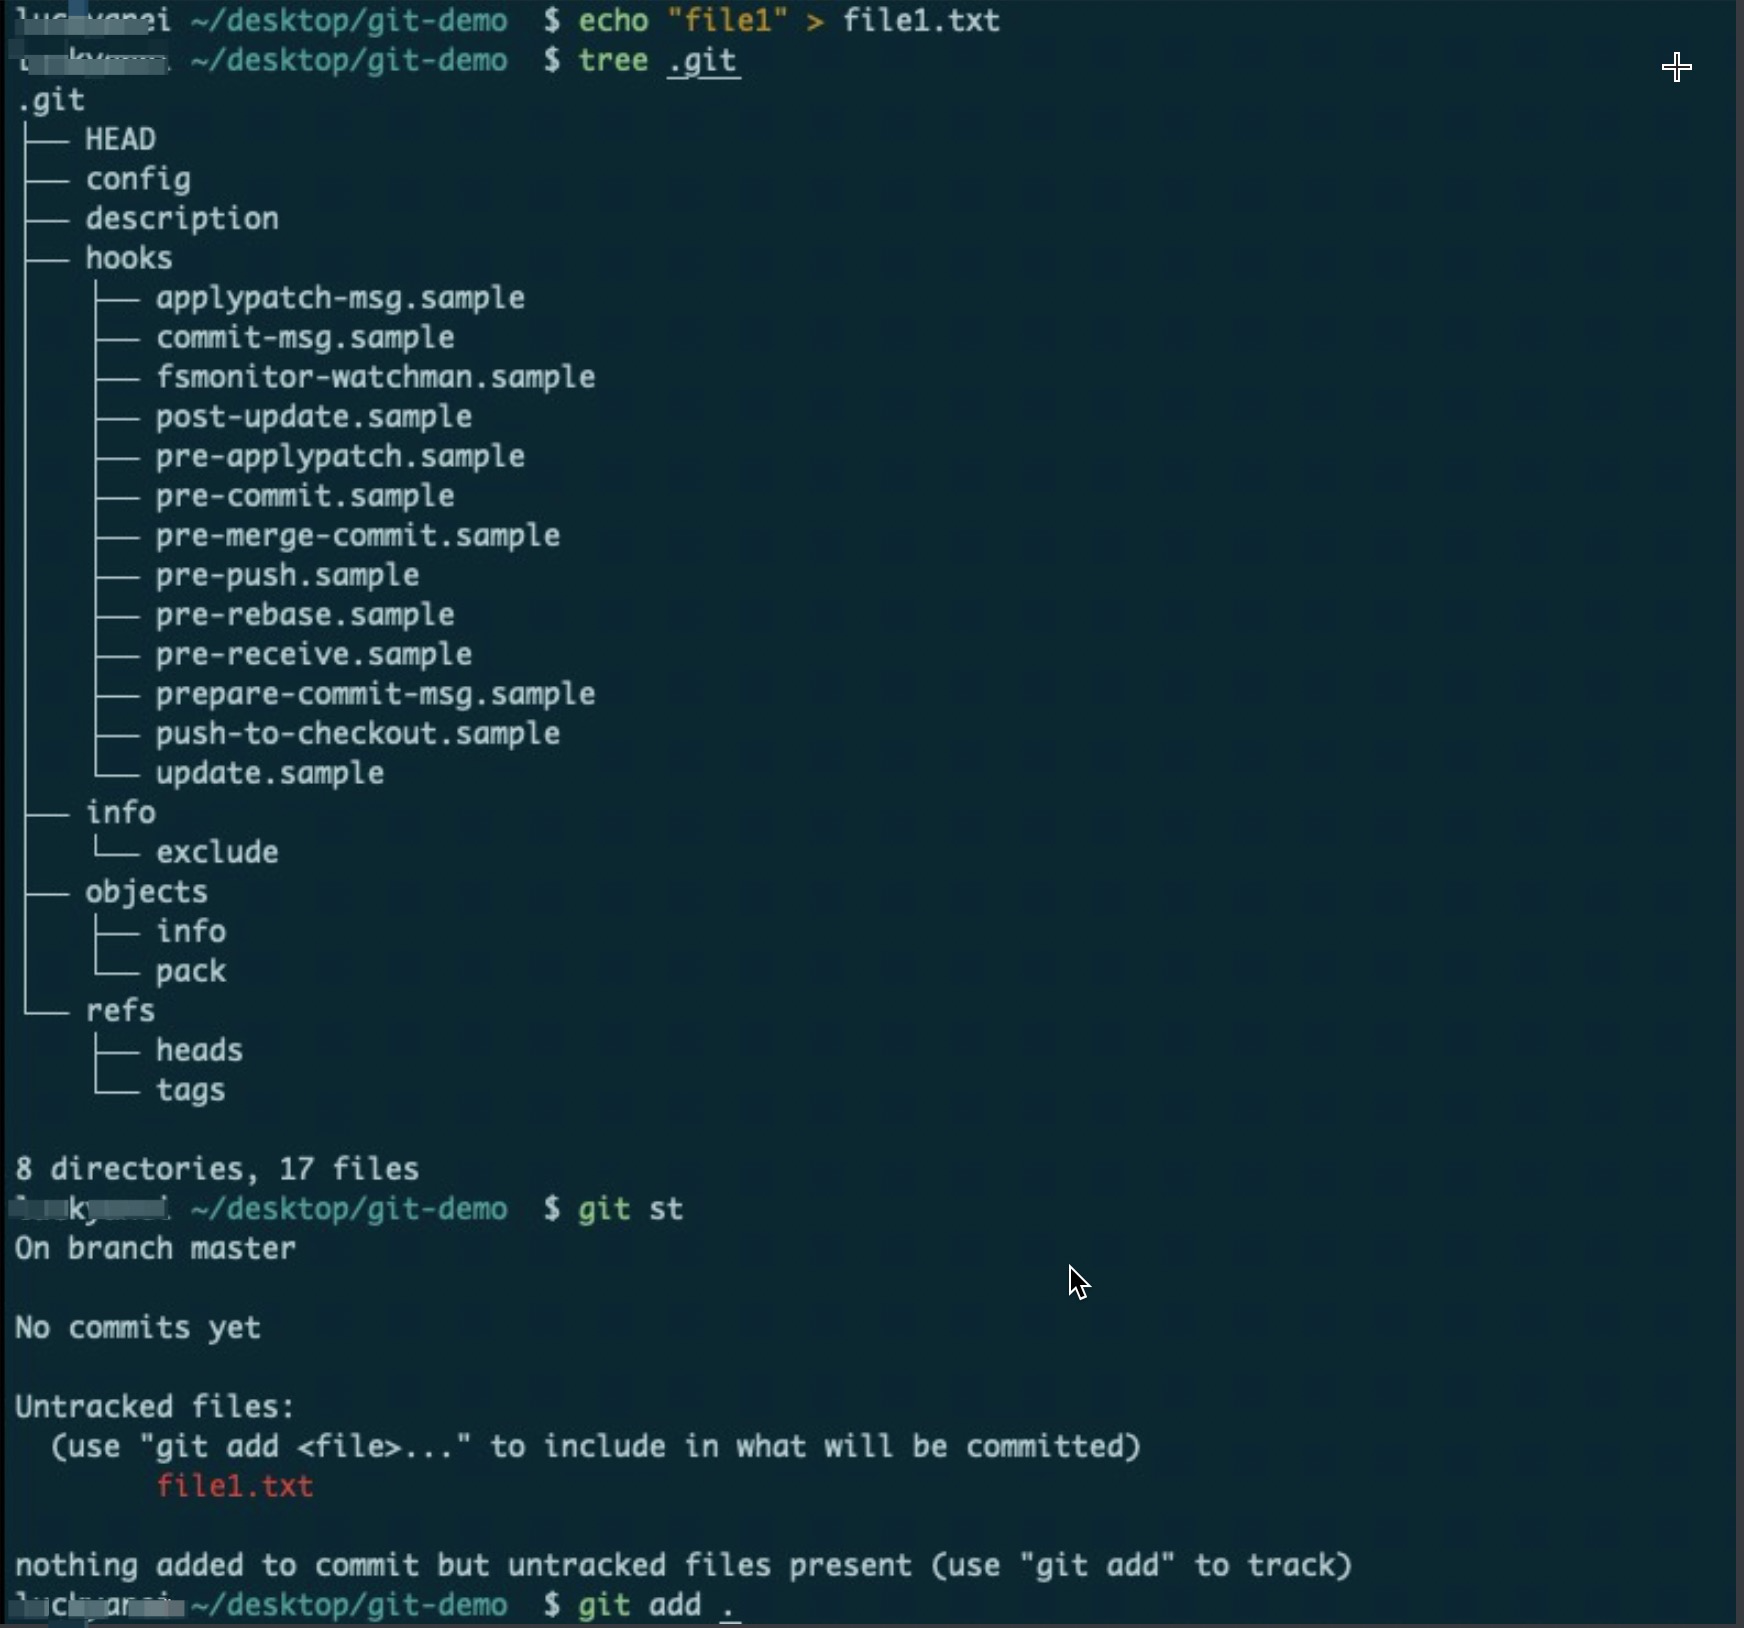 ~/desktop/git-demo $ echo "file1" > file1.txt
~/desktop/git-demo $ tree .git
.git
├── HEAD
├── config
├── description
├── hooks
│   ├── applypatch-msg.sample
│   ├── commit-msg.sample
│   ├── fsmonitor-watchman.sample
│   ├── post-update.sample
│   ├── pre-applypatch.sample
│   ├── pre-commit.sample
│   ├── pre-merge-commit.sample
│   ├── pre-push.sample
│   ├── pre-rebase.sample
│   ├── pre-receive.sample
│   ├── prepare-commit-msg.sample
│   ├── push-to-checkout.sample
│   └── update.sample
├── info
│   └── exclude
├── objects
│   ├── info
│   └── pack
└── refs
    ├── heads
    └── tags
8 directories, 17 files
~/desktop/git-demo $ git st
On branch master
No commits yet
Untracked files:
(use "git add <file>..." to include in what will be committed)
file1.txt
nothing added to commit but untracked files present (use "git add" to track)
~/desktop/git-demo $ git add .